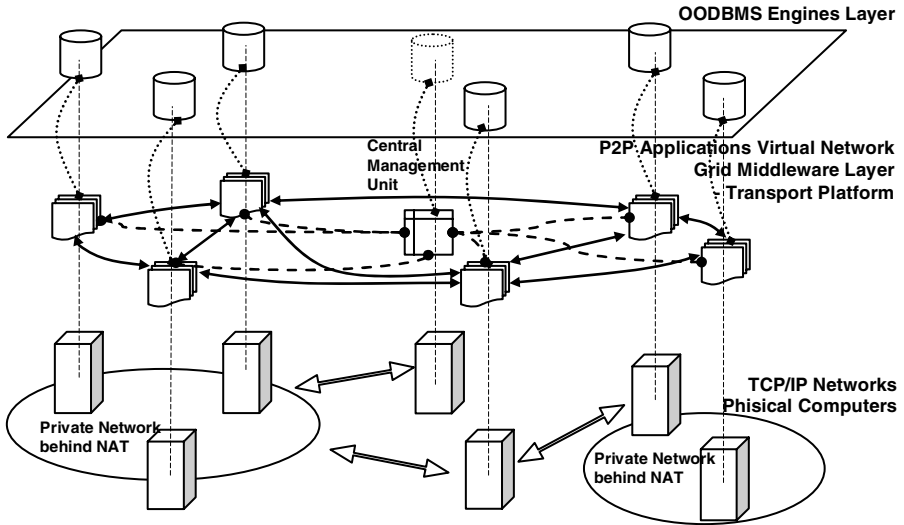 OODBMS Engines Layer
Central
Management
Unit
P2P Applications Virtual Network
Grid Middleware Layer
- Transport Platform
TCP/IP Networks
Phisical Computers
Private Network
behind NAT
Private Network
behind NAT